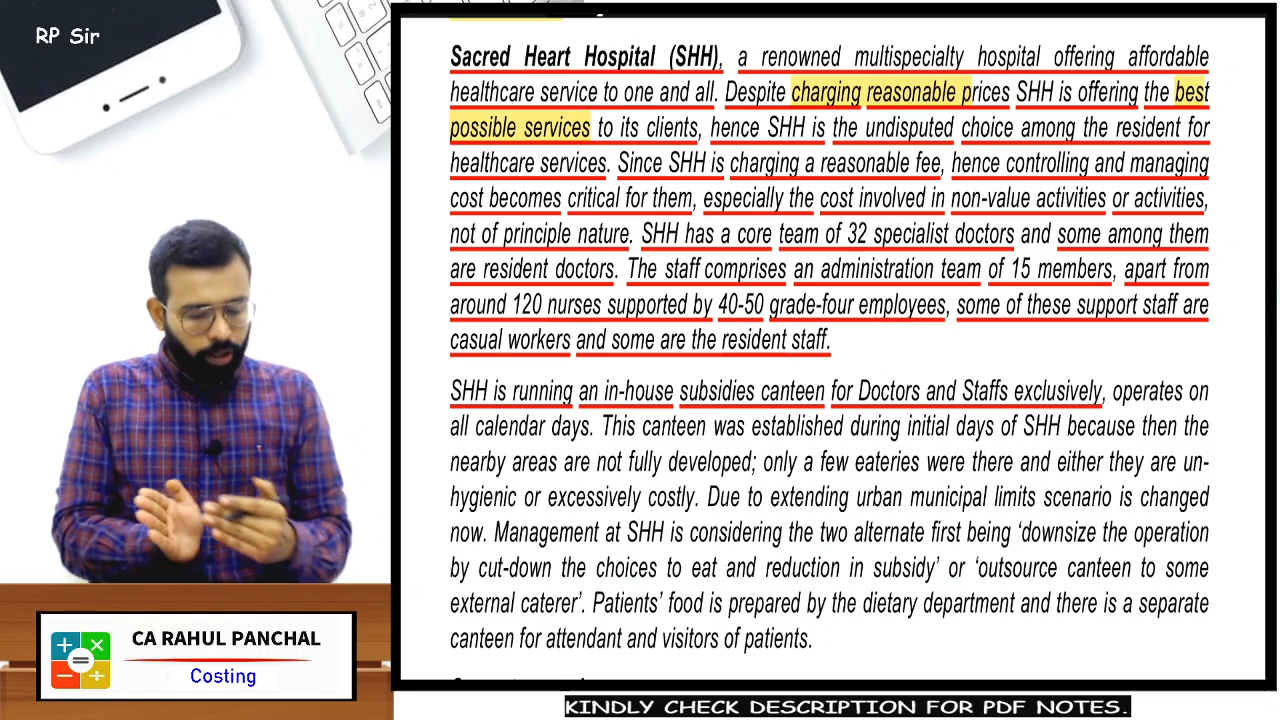 RP Sir
Sacred Heart Hospital (SHH), a renowned multispecialty hospital offering affordable
healthcare service to one and all. Despite charging reasonable prices SHH is offering the best
possible services to its clients, hence SHH is the undisputed choice among the resident for
healthcare services. Since SHH is charging a reasonable fee, hence controlling and managing
cost becomes critical for them, especially the cost involved in non-value activities or activities,
not of principle nature. SHH has a core team of 32 specialist doctors and some among them
are resident doctors. The staff comprises an administration team of 15 members, apart from
around 120 nurses supported by 40-50 grade-four employees, some of these support staff are
casual workers and some are the resident staff.
SHH is running an in-house subsidies canteen for Doctors and Staffs exclusively, operates on
all calendar days. This canteen was established during initial days of SHH because then the
nearby areas are not fully developed; only a few eateries were there and either they are un-
hygienic or excessively costly. Due to extending urban municipal limits scenario is changed
now. Management at SHH is considering the two alternate first being ‘downsize the operation
by cut-down the choices to eat and reduction in subsidy’ or ‘outsource canteen to some
external caterer’. Patients’ food is prepared by the dietary department and there is a separate
canteen for attendant and visitors of patients.
CA RAHUL PANCHAL
Costing
KINDLY CHECK DESCRIPTION FOR PDF NOTES.